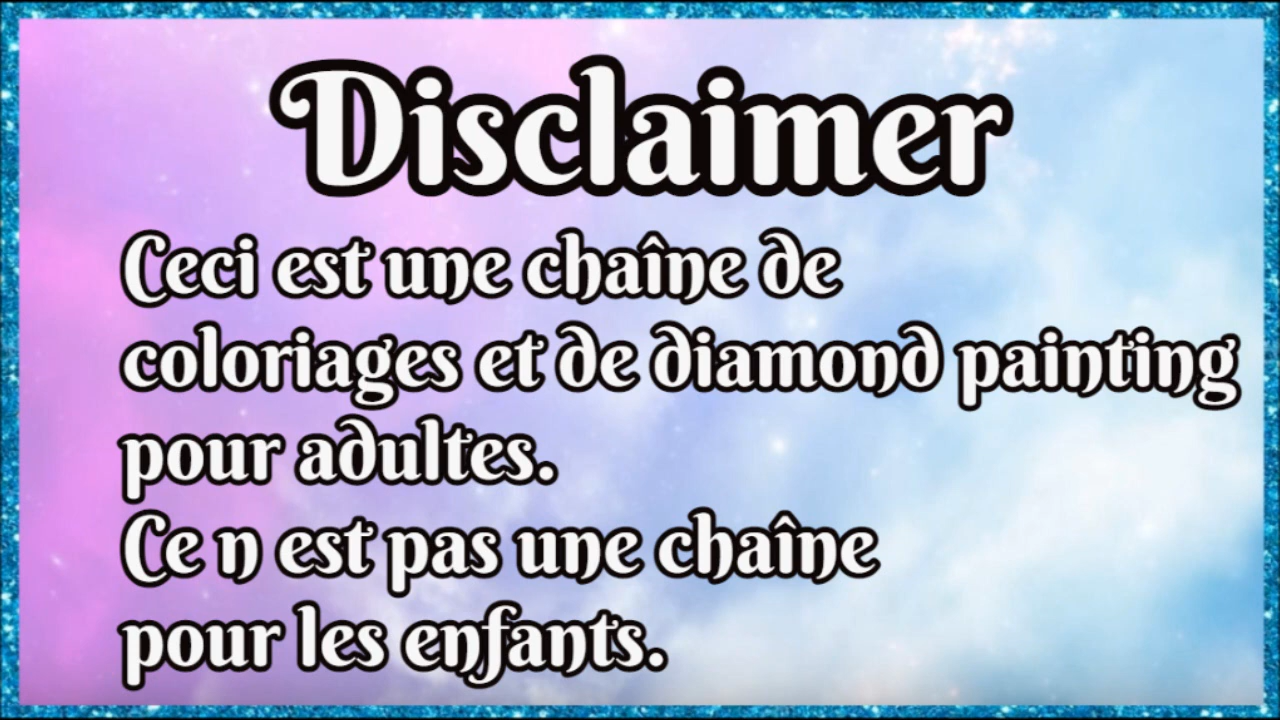 Disclaimer
Ceci est une chaîne de
coloriages et de diamond painting
pour adultes.
Ce n est pas une chaîne
pour les enfants.